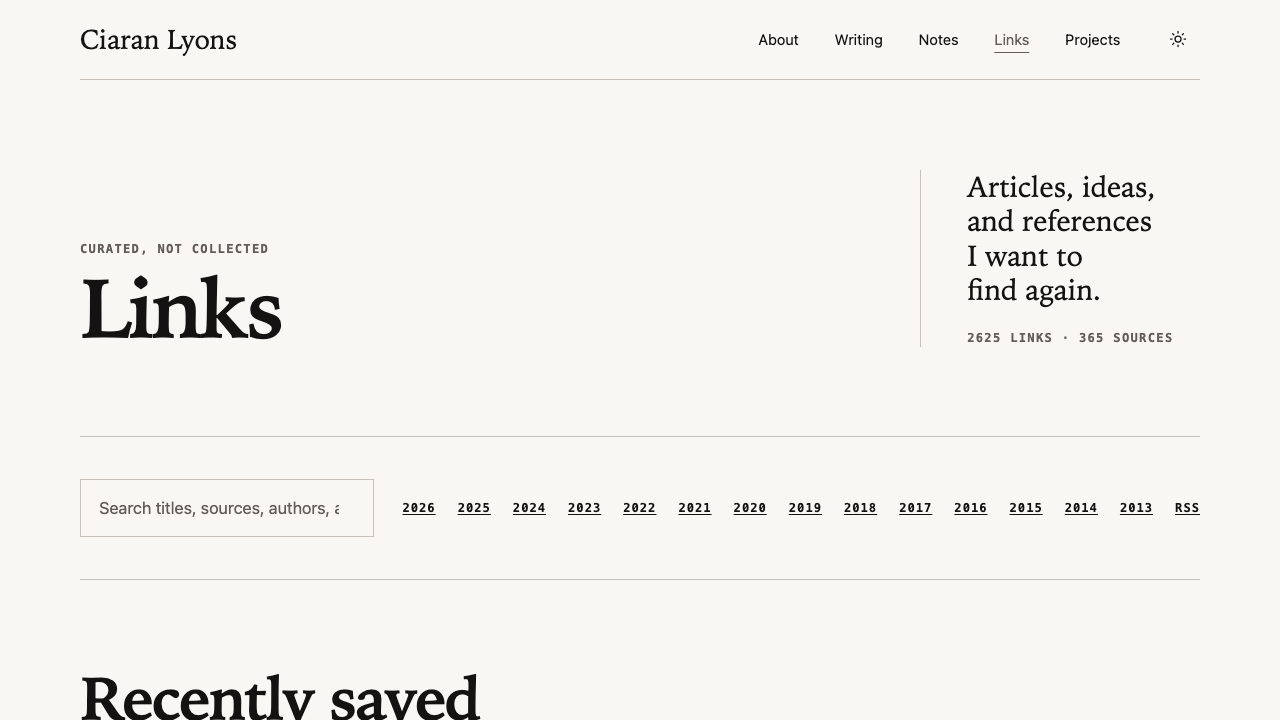 Ciaran Lyons
About Writing Notes Links Projects
CURATED, NOT COLLECTED
Links
Articles, ideas,
and references
I want to
find again.
2625 LINKS · 365 SOURCES
Search titles, sources, authors, a
2026 2025 2024 2023 2022 2021 2020 2019 2018 2017 2016 2015 2014 2013 RSS
Recently saved